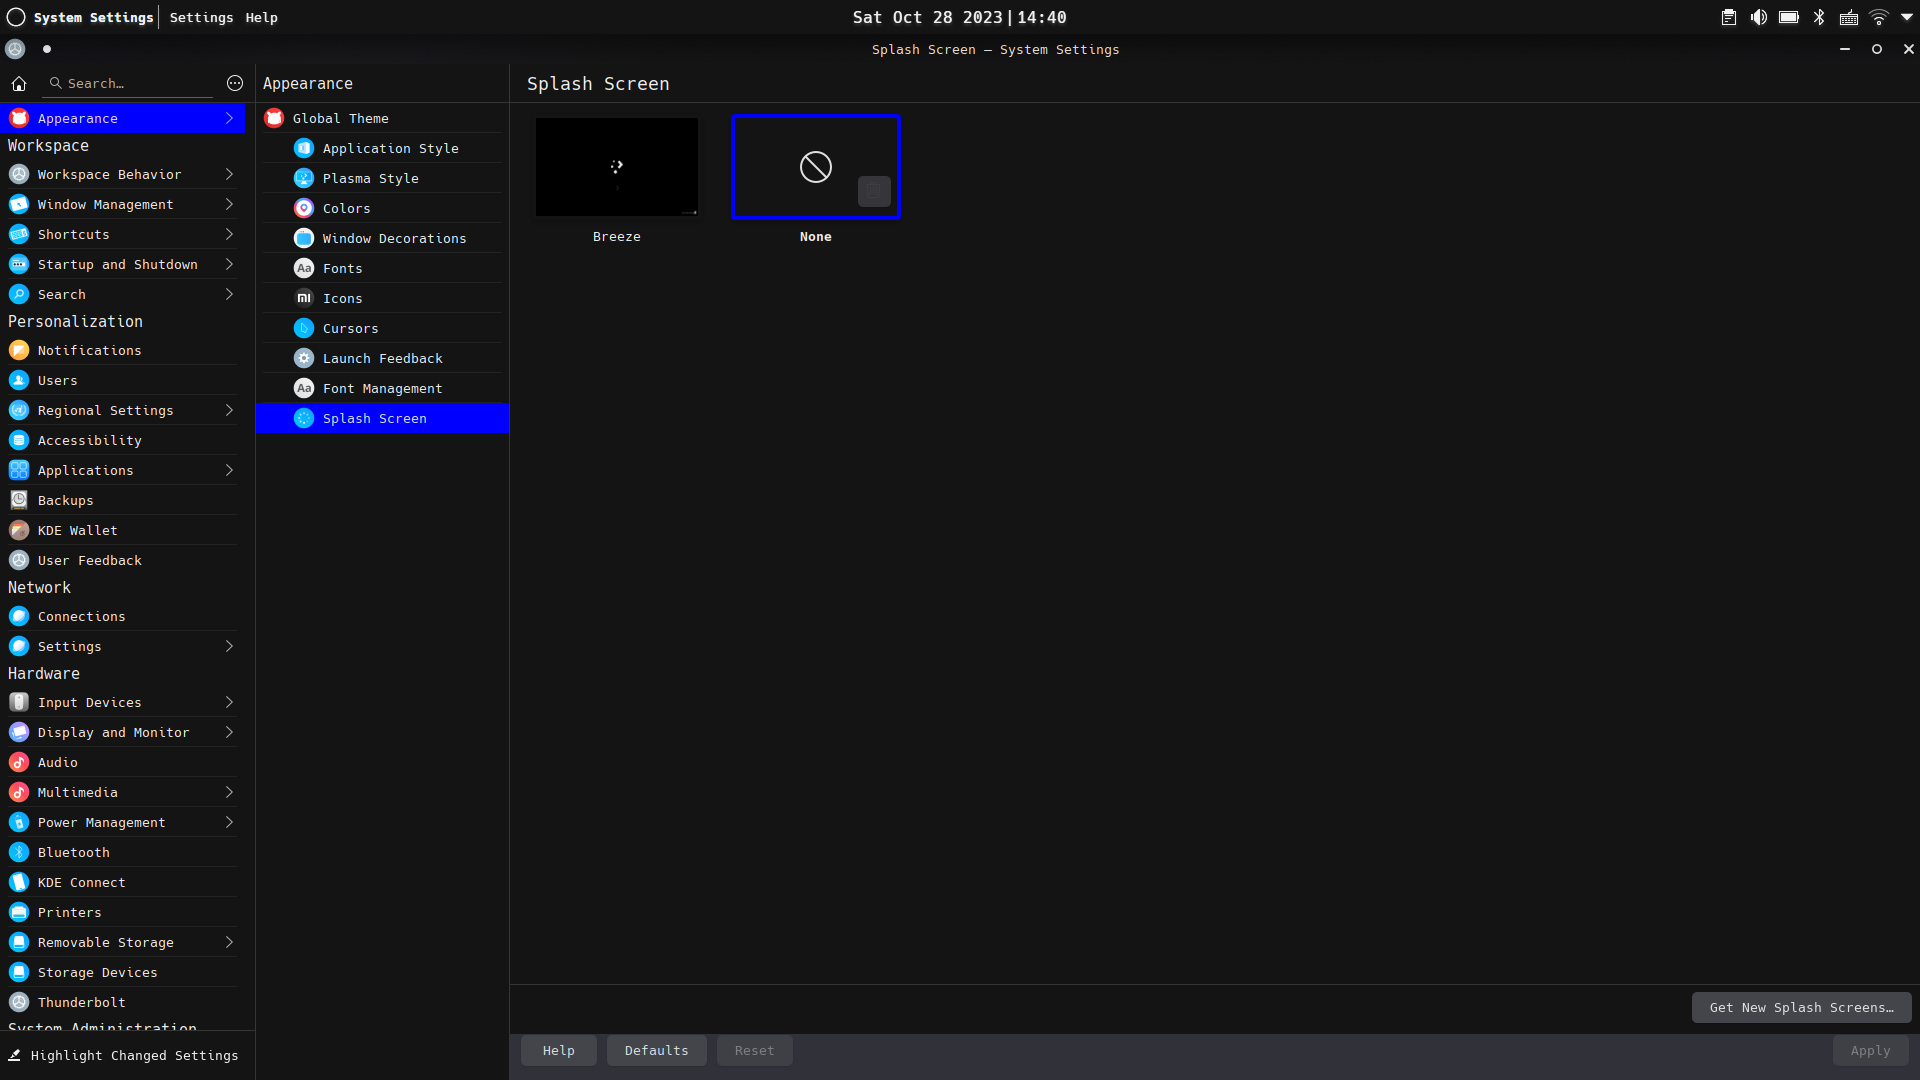 System Settings
Settings Help
Sat Oct 28 2023|14:40
Splash Screen — System Settings
Search…
Appearance
Workspace
Workspace Behavior
Window Management
Shortcuts
Startup and Shutdown
Search
Personalization
Notifications
Users
Regional Settings
Accessibility
Applications
Backups
KDE Wallet
User Feedback
Network
Connections
Settings
Hardware
Input Devices
Display and Monitor
Audio
Multimedia
Power Management
Bluetooth
KDE Connect
Printers
Removable Storage
Storage Devices
Thunderbolt
System Administration
Highlight Changed Settings
Appearance
Global Theme
Application Style
Plasma Style
Colors
Window Decorations
Aa Fonts
Icons
Cursors
Launch Feedback
Aa Font Management
Splash Screen
Splash Screen
Breeze
None
Get New Splash Screens…
Help
Defaults
Reset
Apply